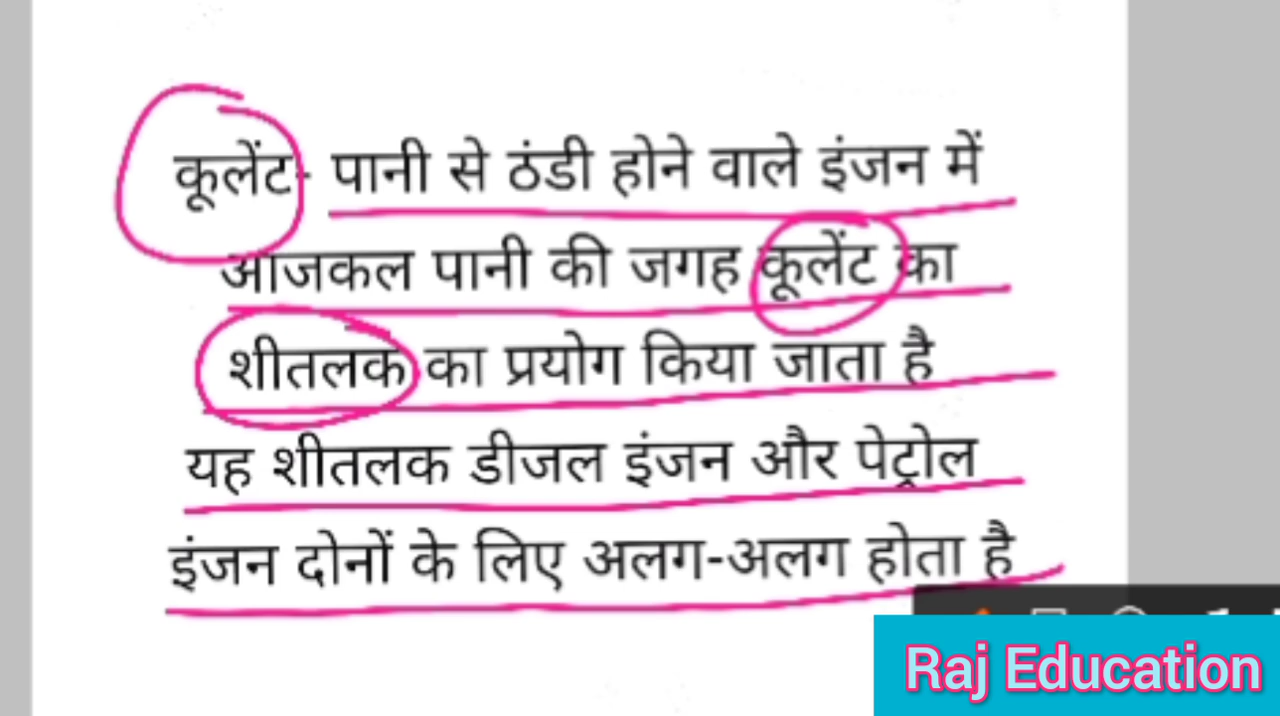 कूलेंट- पानी से ठंडी होने वाले इंजन में
आजकल पानी की जगह कूलेंट का
शीतलक का प्रयोग किया जाता है
यह शीतलक डीजल इंजन और पेट्रोल
इंजन दोनों के लिए अलग-अलग होता है
Raj Education